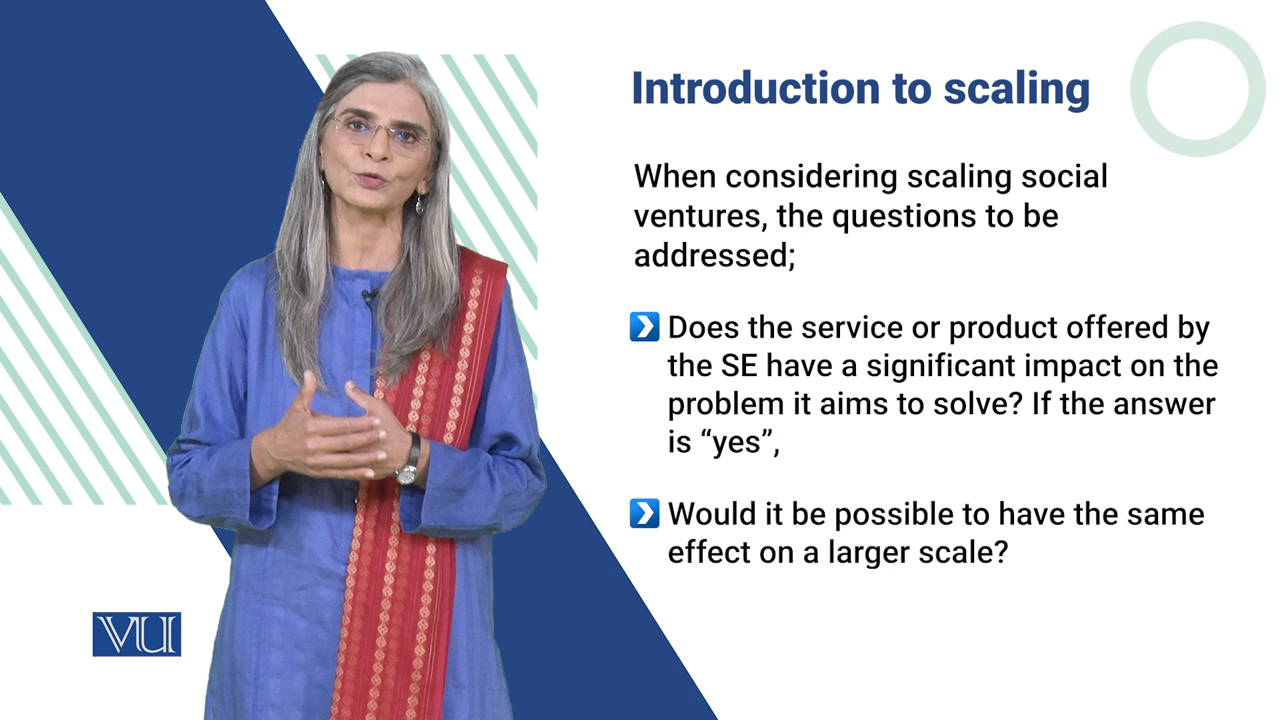 Introduction to scaling
When considering scaling social
ventures, the questions to be
addressed;
Does the service or product offered by
the SE have a significant impact on the
problem it aims to solve? If the answer
is “yes”,
Would it be possible to have the same
effect on a larger scale?
VU